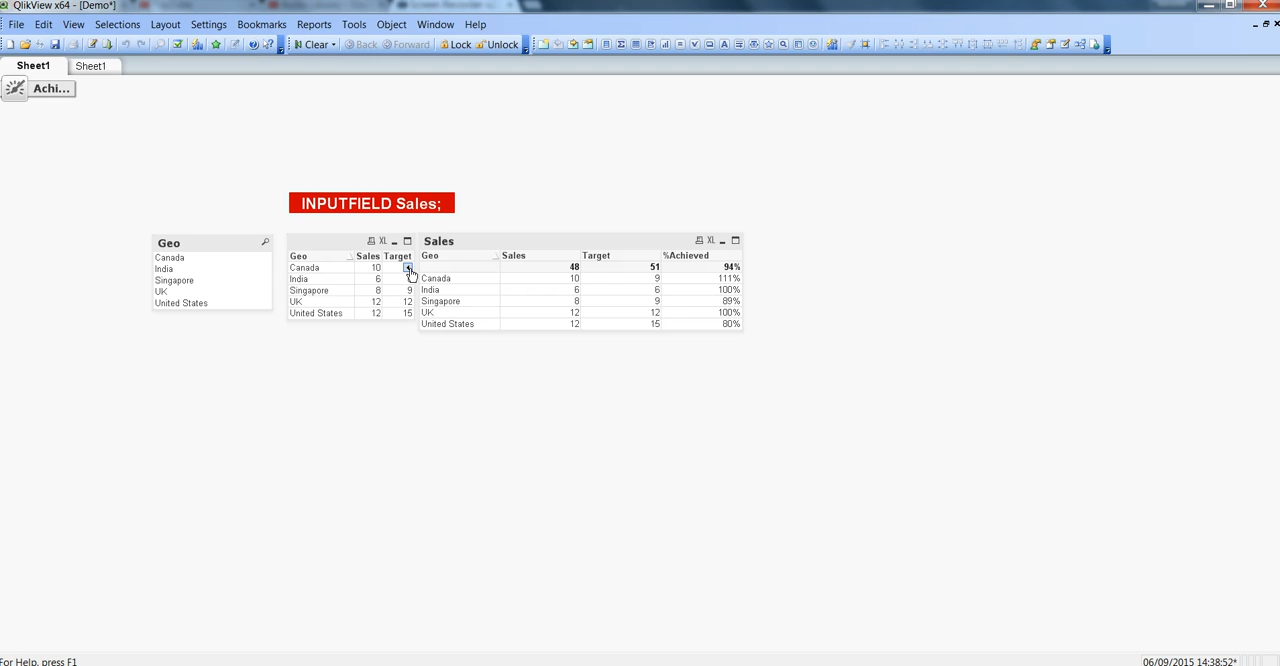 QlikView x64 - [Demo*]
File Edit View Selections Layout Settings Bookmarks Reports Tools Object Window Help
Clear Back Forward Lock Unlock
Sheet1 Sheet1
Achi...
INPUTFIELD Sales;
Geo
Canada
India
Singapore
UK
United States
XL
Geo Sales Target
Canada 10
India 6
Singapore 8 9
UK 12 12
United States 12 15
Sales XL
Geo Sales Target %Achieved
48 51 94%
Canada 10 9 111%
India 6 6 100%
Singapore 8 9 89%
UK 12 12 100%
United States 12 15 80%
For Help, press F1 06/09/2015 14:38:52*